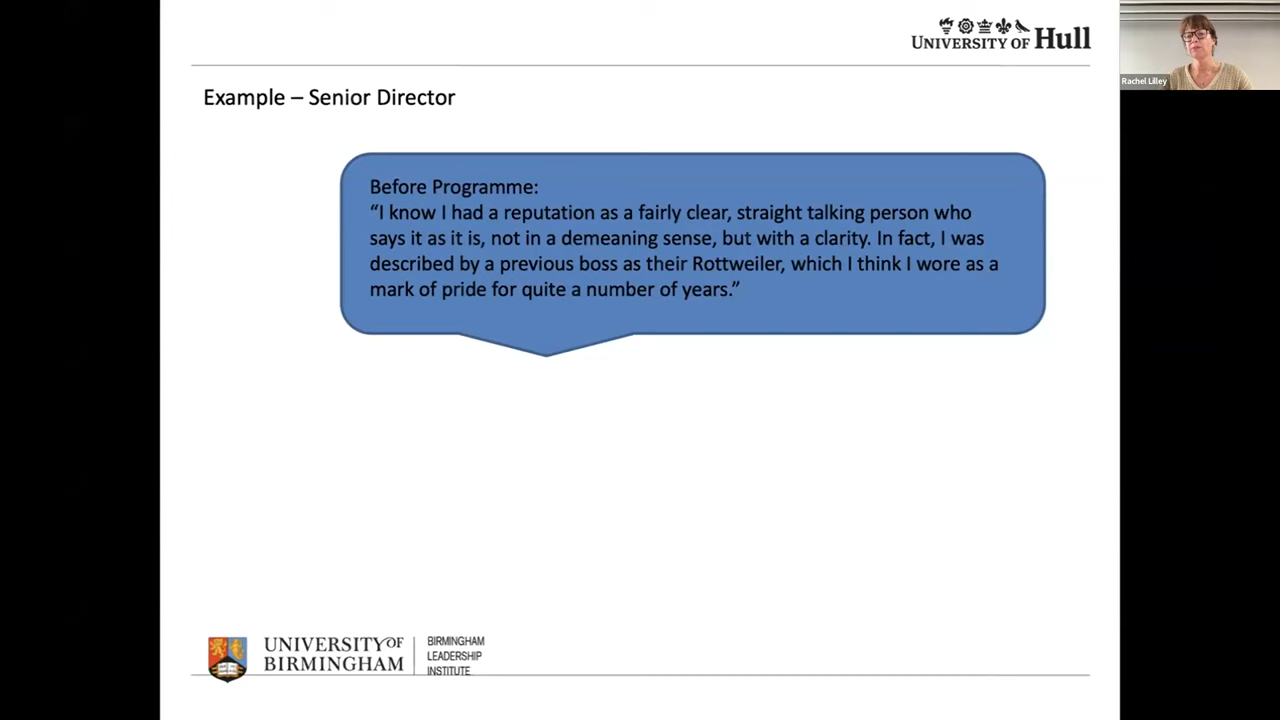 UNIVERSITY OF Hull
Rachel Lilley
Example – Senior Director
Before Programme:
“I know I had a reputation as a fairly clear, straight talking person who
says it as it is, not in a demeaning sense, but with a clarity. In fact, I was
described by a previous boss as their Rottweiler, which I think I wore as a
mark of pride for quite a number of years.”
UNIVERSITY OF
BIRMINGHAM
BIRMINGHAM
LEADERSHIP
INSTITUTE